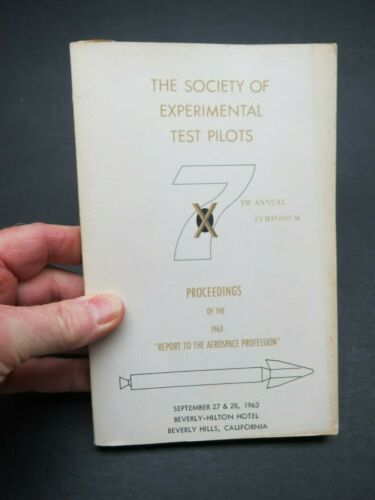 THE SOCIETY OF
EXPERIMENTAL
TEST PILOTS
7
X
TH ANNUAL
SYMPOSIUM
PROCEEDINGS
OF THE
1963
"REPORT TO THE AEROSPACE PROFESSION"
SEPTEMBER 27 & 28, 1963
BEVERLY-HILTON HOTEL
BEVERLY HILLS, CALIFORNIA